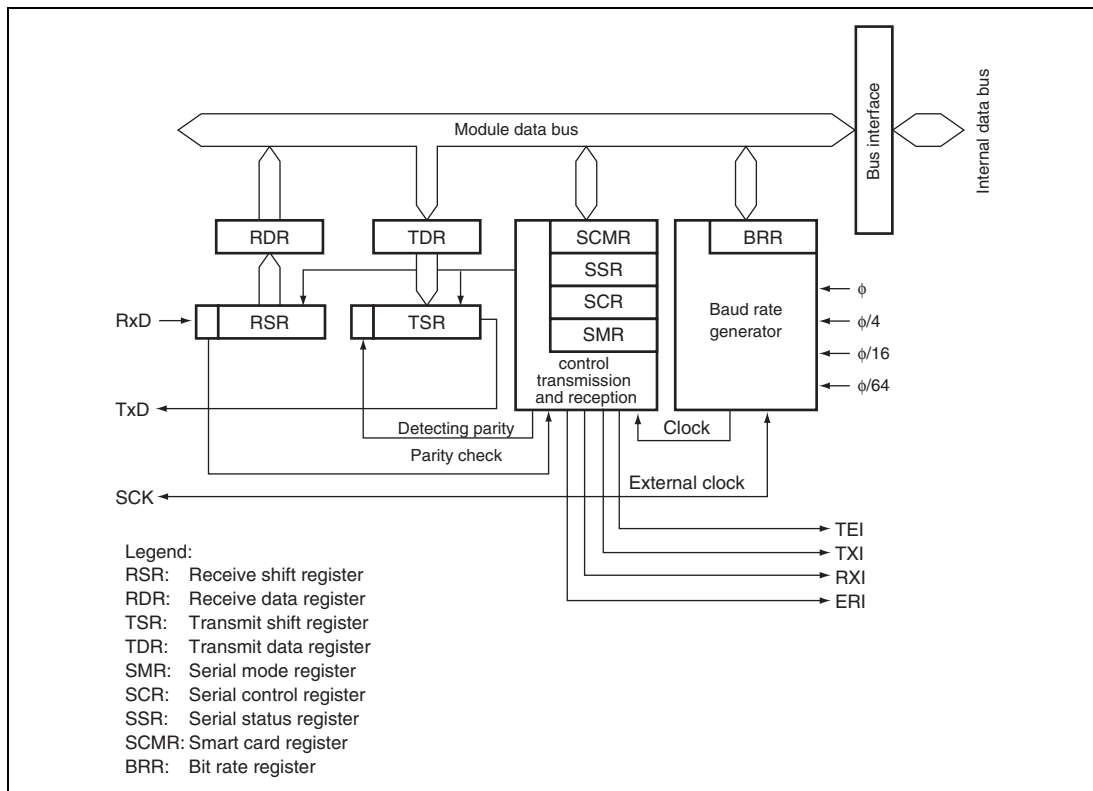 Module data bus
Bus interface
Internal data bus
RDR
TDR
SCMR
BRR
SSR
SCR
SMR
RxD
RSR
TSR
Baud rate
generator
ϕ
ϕ/4
ϕ/16
ϕ/64
control
transmission
and reception
TxD
Detecting parity
Clock
Parity check
External clock
SCK
TEI
TXI
RXI
ERI
Legend:
RSR: Receive shift register
RDR: Receive data register
TSR: Transmit shift register
TDR: Transmit data register
SMR: Serial mode register
SCR: Serial control register
SSR: Serial status register
SCMR: Smart card register
BRR: Bit rate register